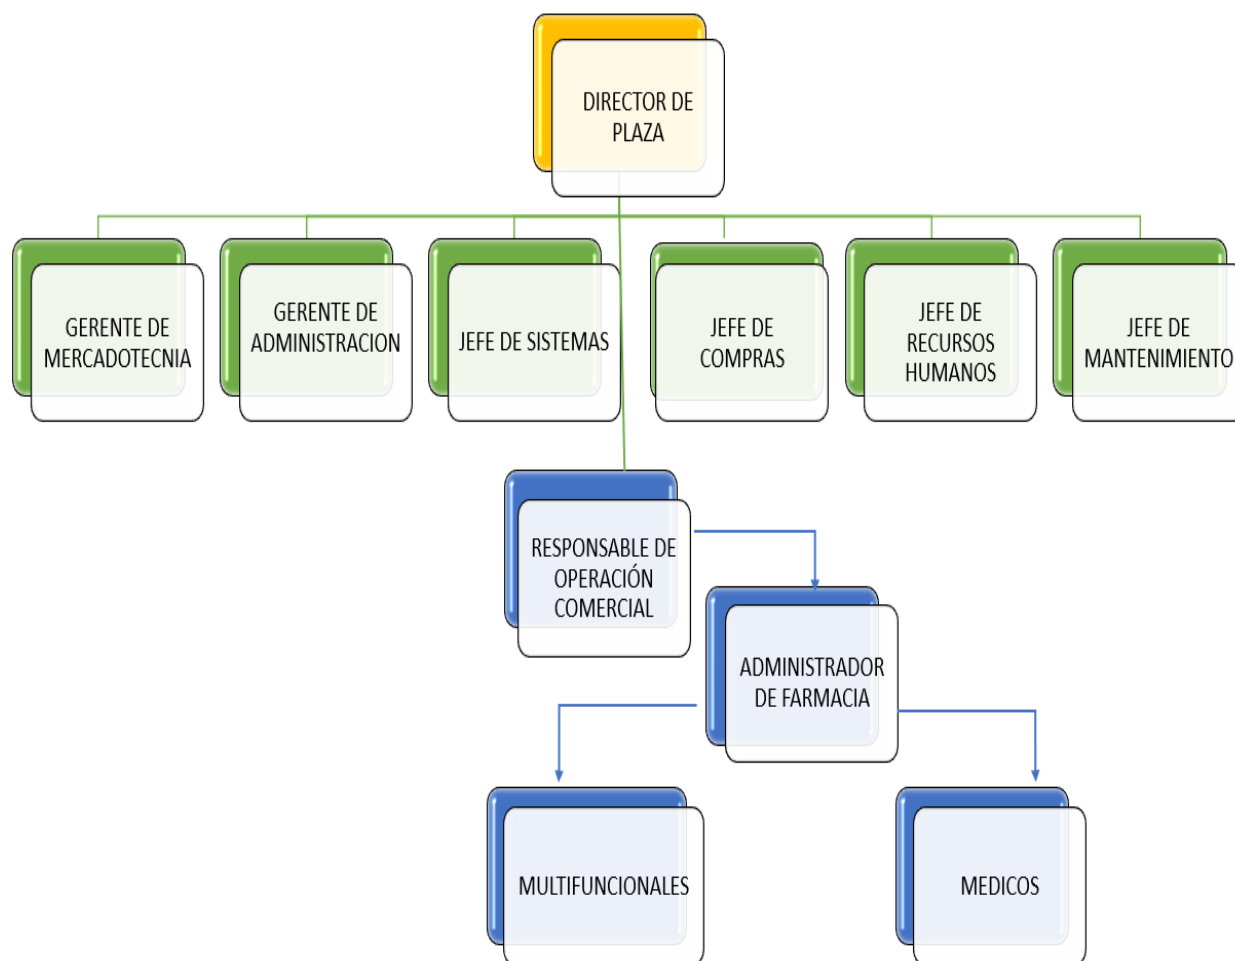 DIRECTOR DE
PLAZA
GERENTE DE
MERCADOTECNIA
GERENTE DE
ADMINISTRACION
JEFE DE SISTEMAS
JEFE DE
COMPRAS
JEFE DE
RECURSOS
HUMANOS
JEFE DE
MANTENIMIENTO
RESPONSABLE DE
OPERACIÓN
COMERCIAL
ADMINISTRADOR
DE FARMACIA
MULTIFUNCIONALES
MEDICOS